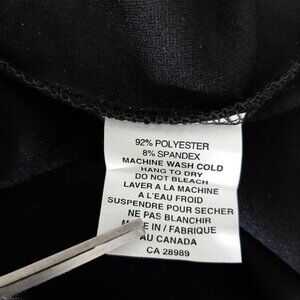 92% POLYESTER
8% SPANDEX
MACHINE WASH COLD
HANG TO DRY
DO NOT BLEACH
LAVER A LA MACHINE
A L'EAU FROID
SUSPENDRE POUR SECHER
NE PAS BLANCHIR
IN / FABRIQUE
AU CANADA
CA 28989